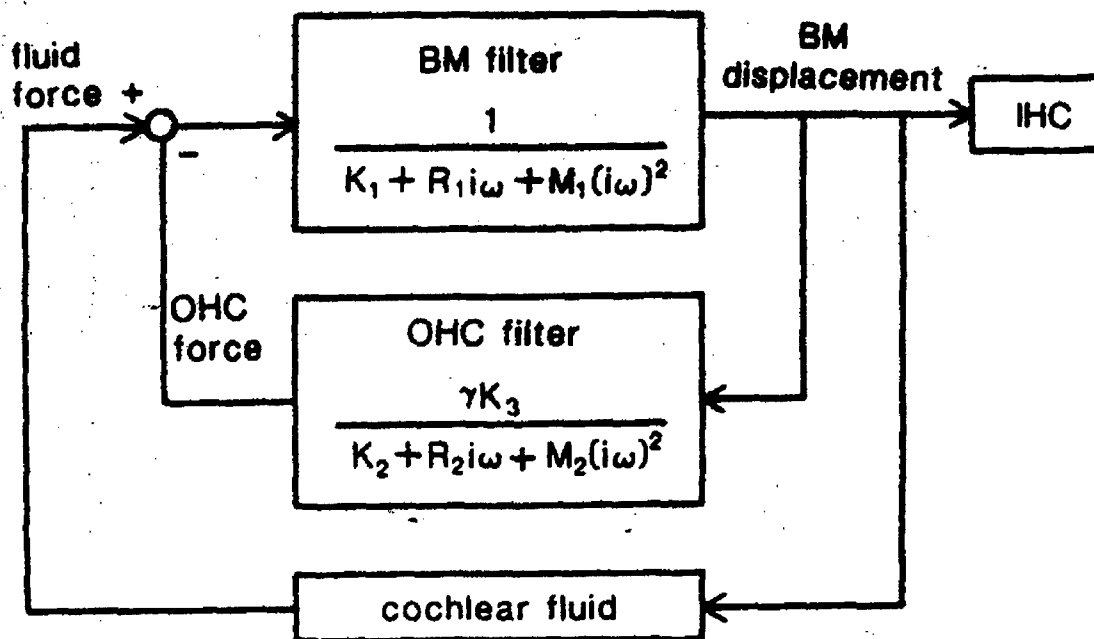 fluid
force +
-
BM filter
1
K₁ + R₁iω + M₁(iω)²
BM
displacement
IHC
OHC
force
OHC filter
γK₃
K₂ + R₂iω + M₂(iω)²
cochlear fluid